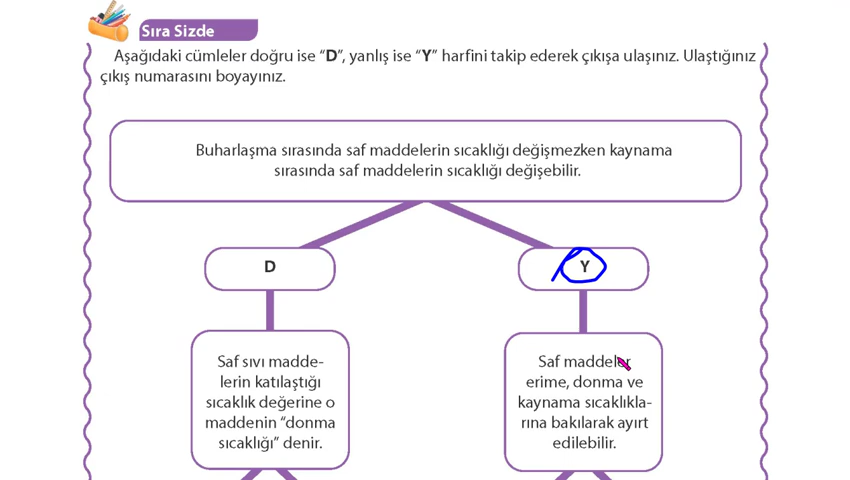 Sıra Sizde
Aşağıdaki cümleler doğru ise “D”, yanlış ise “Y” harfini takip ederek çıkışa ulaşınız. Ulaştığınız
çıkış numarasını boyayınız.
Buharlaşma sırasında saf maddelerin sıcaklığı değişmezken kaynama
sırasında saf maddelerin sıcaklığı değişebilir.
D
Y
Saf sıvı madde-
lerin katılaştığı
sıcaklık değerine o
maddenin “donma
sıcaklığı” denir.
Saf maddeler
erime, donma ve
kaynama sıcaklıkla-
rına bakılarak ayırt
edilebilir.